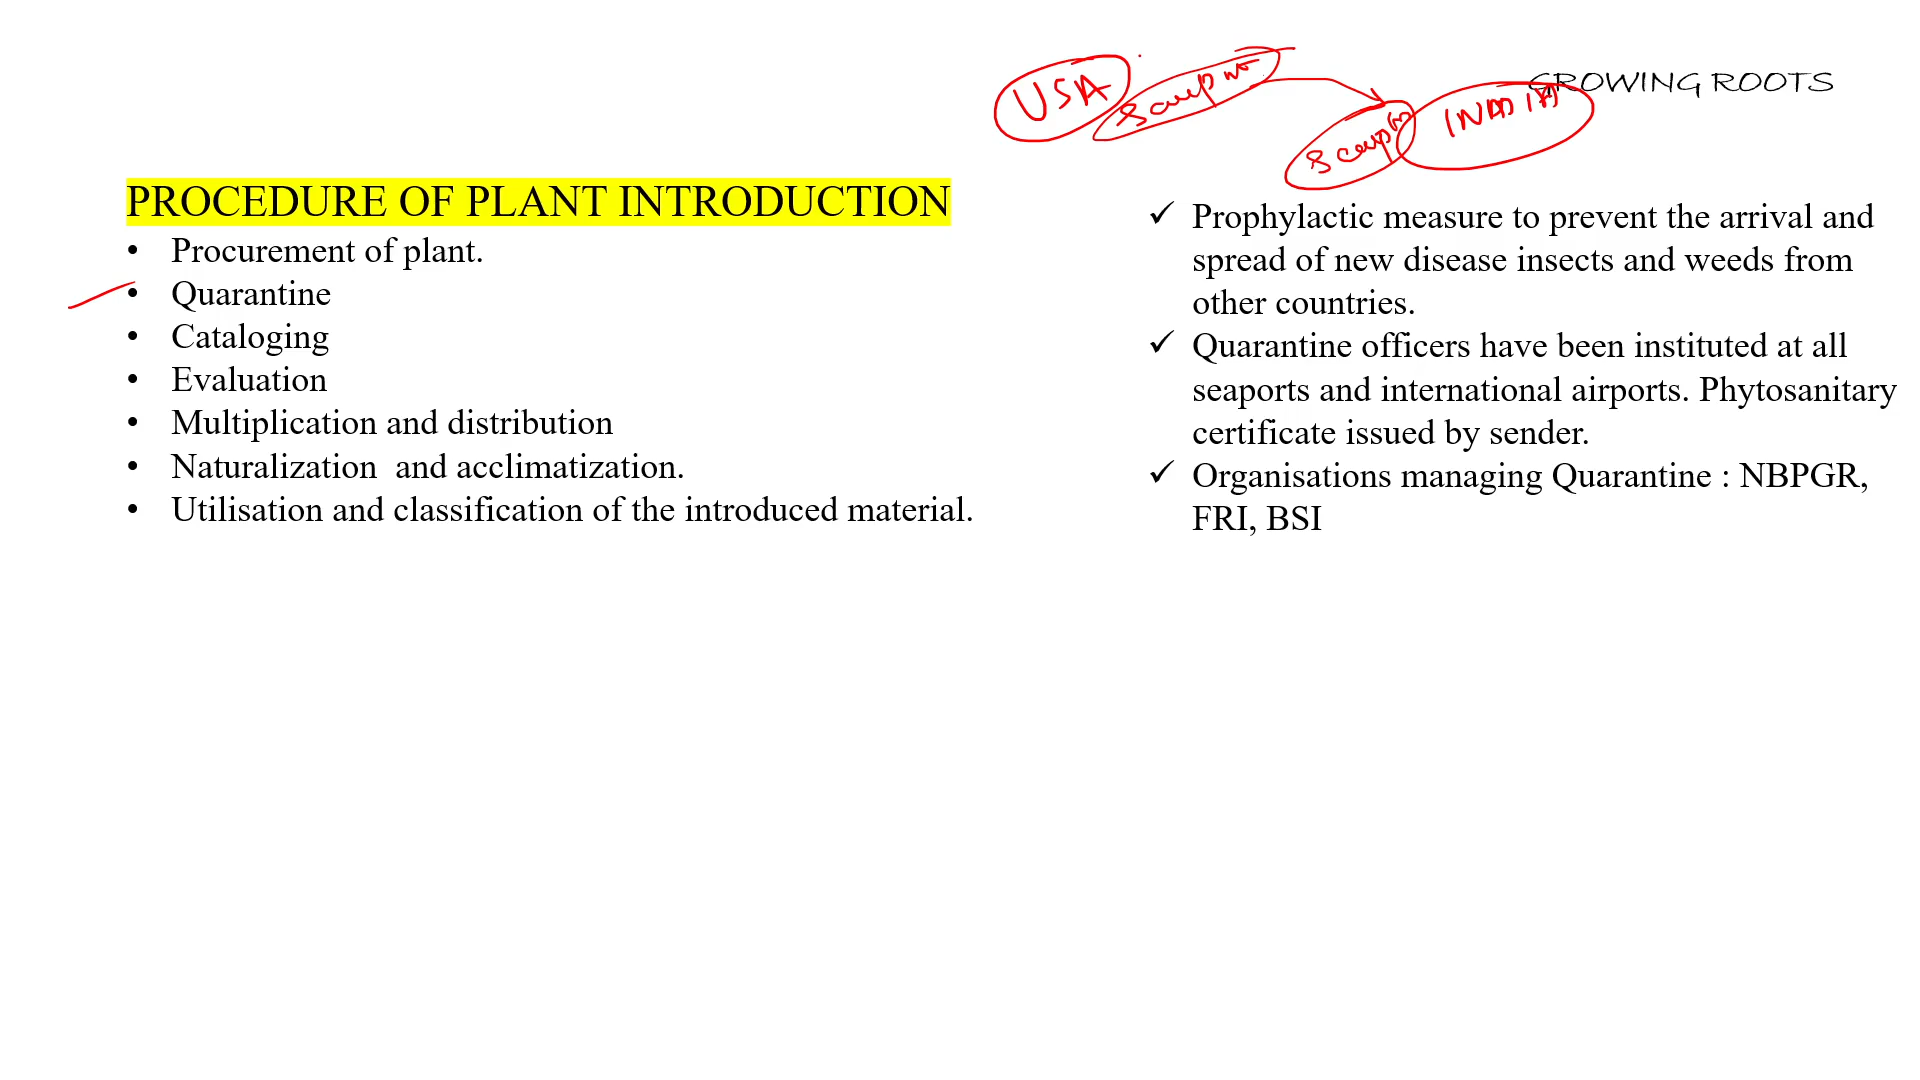 USA
INDIA
GROWING ROOTS
PROCEDURE OF PLANT INTRODUCTION
• Procurement of plant.
• Quarantine
• Cataloging
• Evaluation
• Multiplication and distribution
• Naturalization  and acclimatization.
• Utilisation and classification of the introduced material.
✓ Prophylactic measure to prevent the arrival and
spread of new disease insects and weeds from
other countries.
✓ Quarantine officers have been instituted at all
seaports and international airports. Phytosanitary
certificate issued by sender.
✓ Organisations managing Quarantine : NBPGR,
FRI, BSI